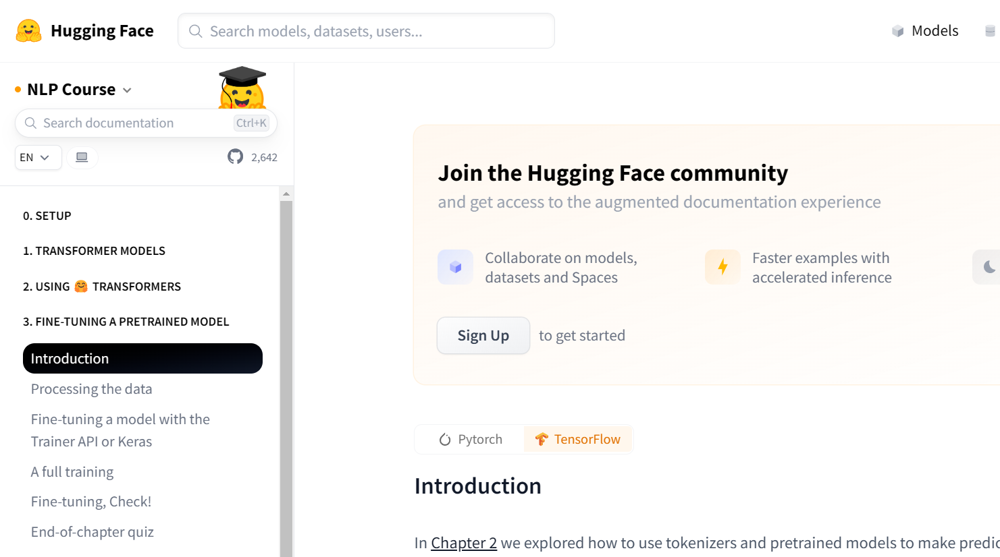 Hugging Face
Search models, datasets, users...
Models
NLP Course
Search documentation
Ctrl+K
EN
2,642
0. SETUP
1. TRANSFORMER MODELS
2. USING 🤗 TRANSFORMERS
3. FINE-TUNING A PRETRAINED MODEL
Introduction
Processing the data
Fine-tuning a model with the
Trainer API or Keras
A full training
Fine-tuning, Check!
End-of-chapter quiz
Join the Hugging Face community
and get access to the augmented documentation experience
Collaborate on models,
datasets and Spaces
Faster examples with
accelerated inference
Sign Up
to get started
Pytorch
TensorFlow
Introduction
In Chapter 2 we explored how to use tokenizers and pretrained models to make